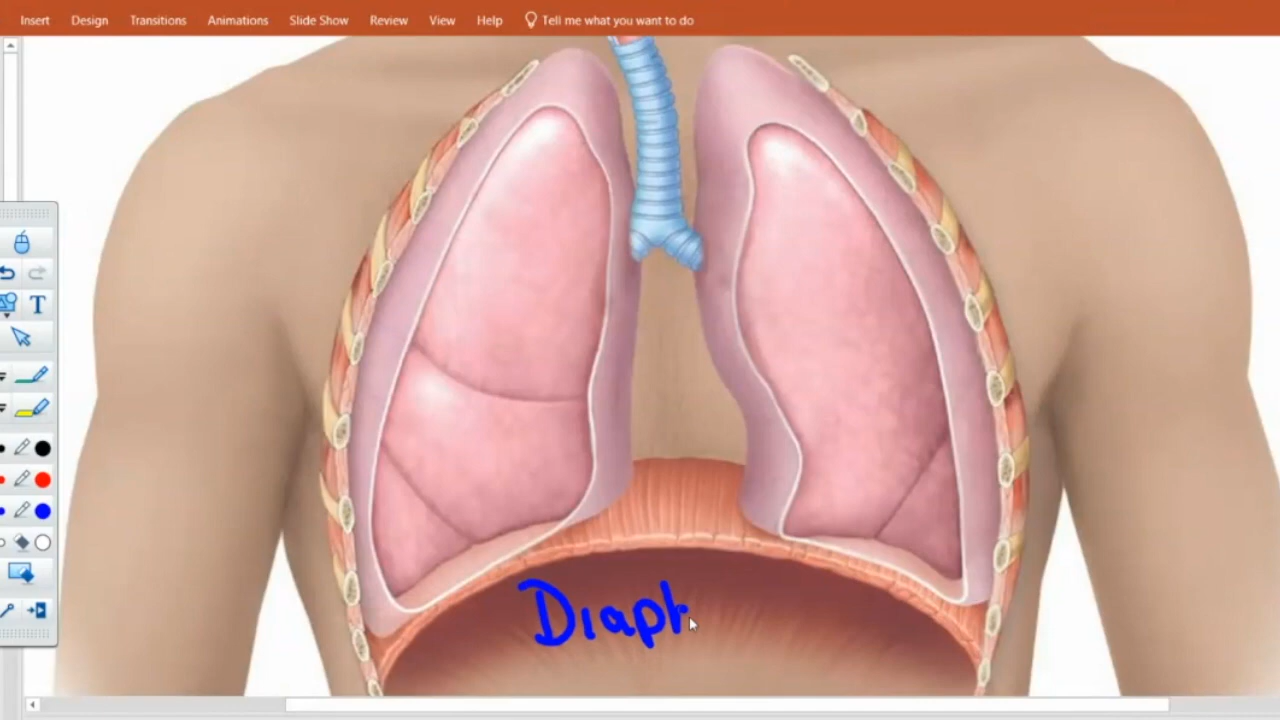 Insert Design Transitions Animations Slide Show Review View Help Tell me what you want to do
T
Diaph